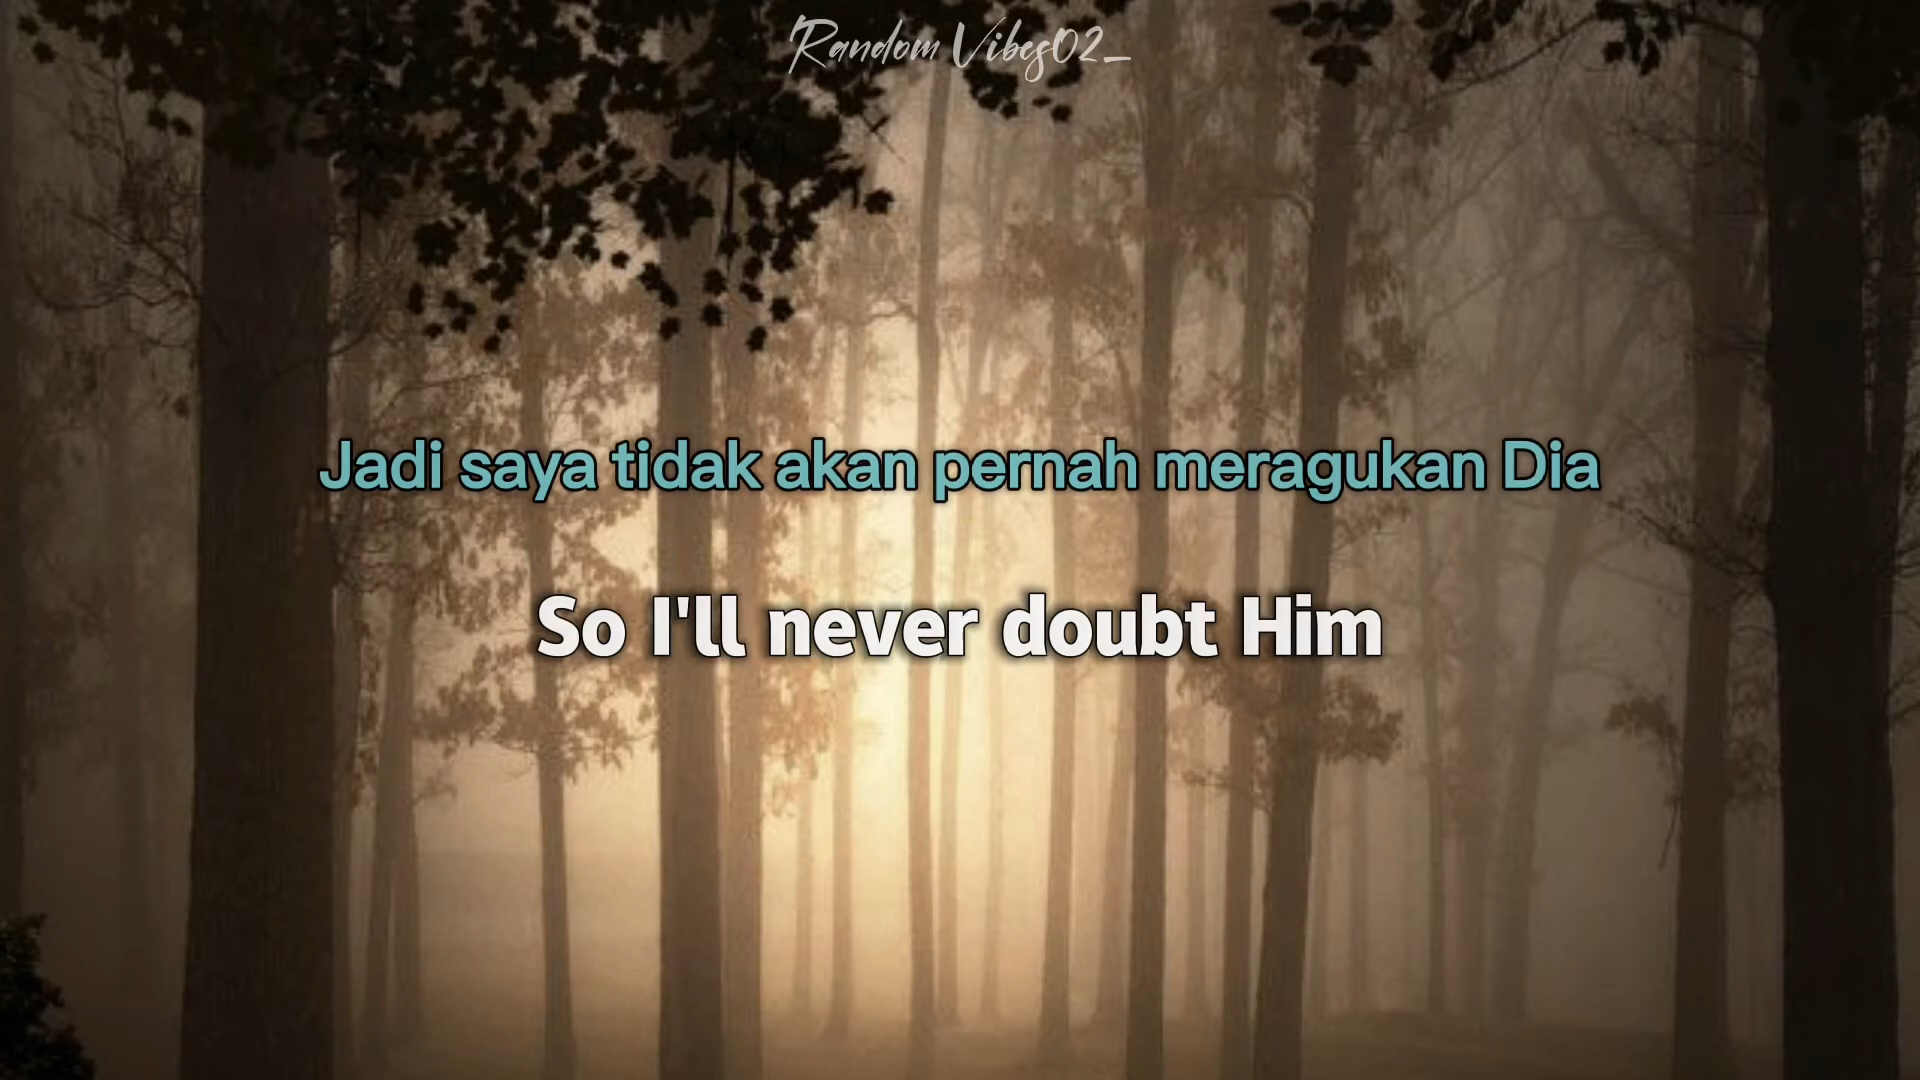 Random Vibes02_
Jadi saya tidak akan pernah meragukan Dia
So I'll never doubt Him